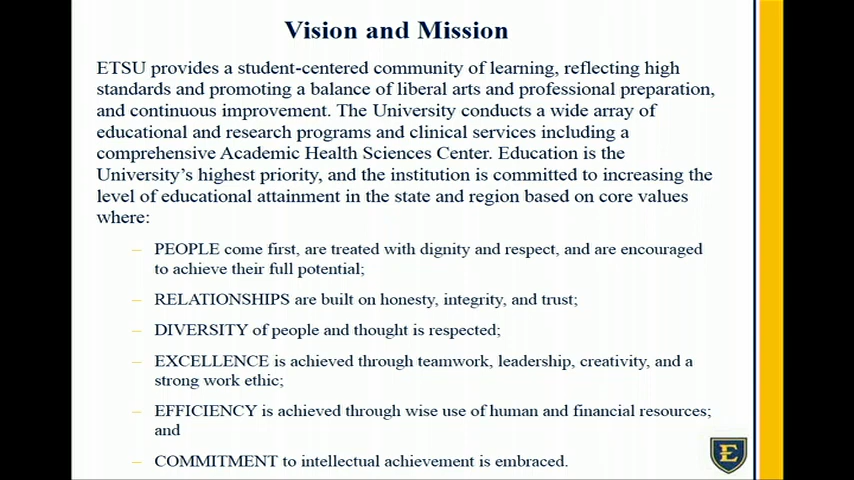 Vision and Mission
ETSU provides a student-centered community of learning, reflecting high
standards and promoting a balance of liberal arts and professional preparation,
and continuous improvement. The University conducts a wide array of
educational and research programs and clinical services including a
comprehensive Academic Health Sciences Center. Education is the
University's highest priority, and the institution is committed to increasing the
level of educational attainment in the state and region based on core values
where:
– PEOPLE come first, are treated with dignity and respect, and are encouraged
to achieve their full potential;
– RELATIONSHIPS are built on honesty, integrity, and trust;
– DIVERSITY of people and thought is respected;
– EXCELLENCE is achieved through teamwork, leadership, creativity, and a
strong work ethic;
– EFFICIENCY is achieved through wise use of human and financial resources;
and
– COMMITMENT to intellectual achievement is embraced.
E